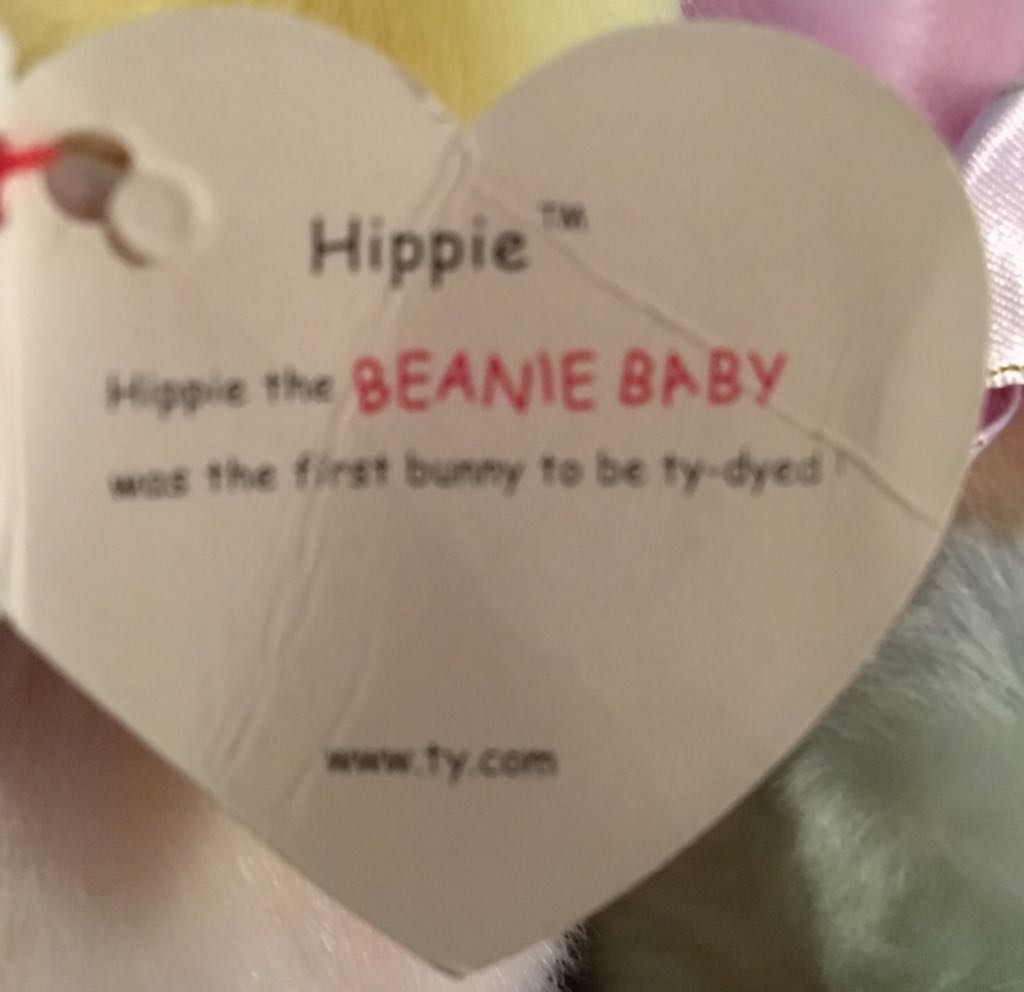 Hippie™
Hippie the BEANIE BABY
was the first bunny to be ty-dyed!
www.ty.com